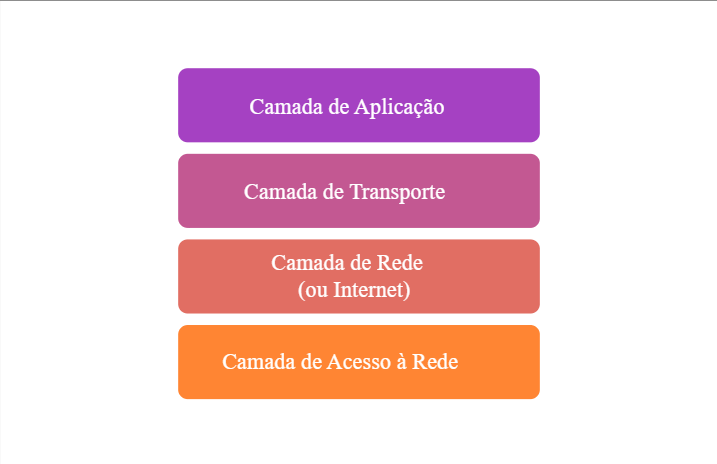 Camada de Aplicação
Camada de Transporte
Camada de Rede
(ou Internet)
Camada de Acesso à Rede